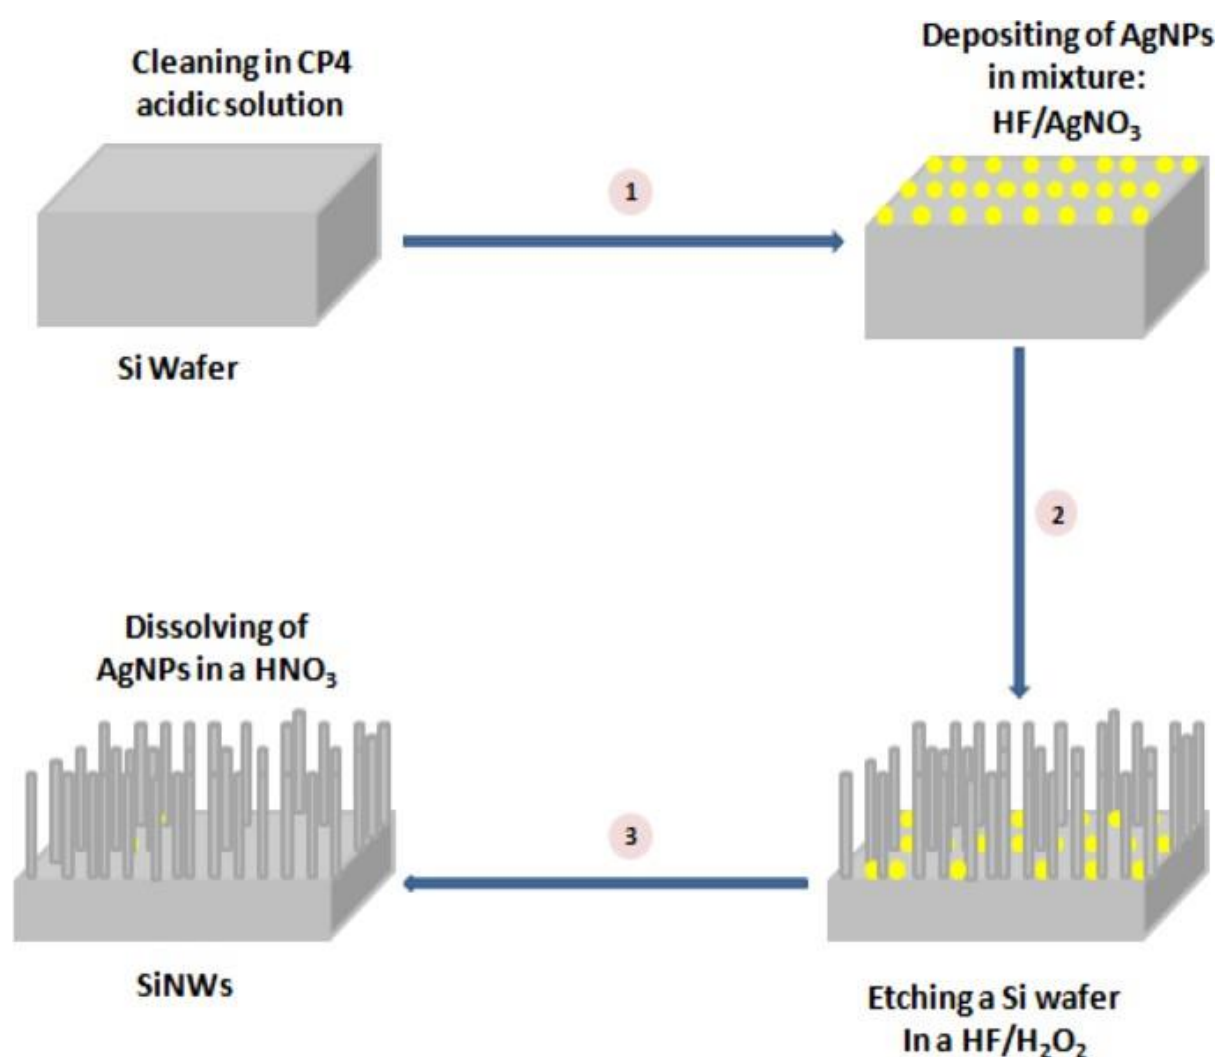 Cleaning in CP4
acidic solution
Si Wafer
1
Depositing of AgNPs
in mixture:
HF/AgNO₃
2
Etching a Si wafer
In a HF/H₂O₂
3
Dissolving of
AgNPs in a HNO₃
SiNWs